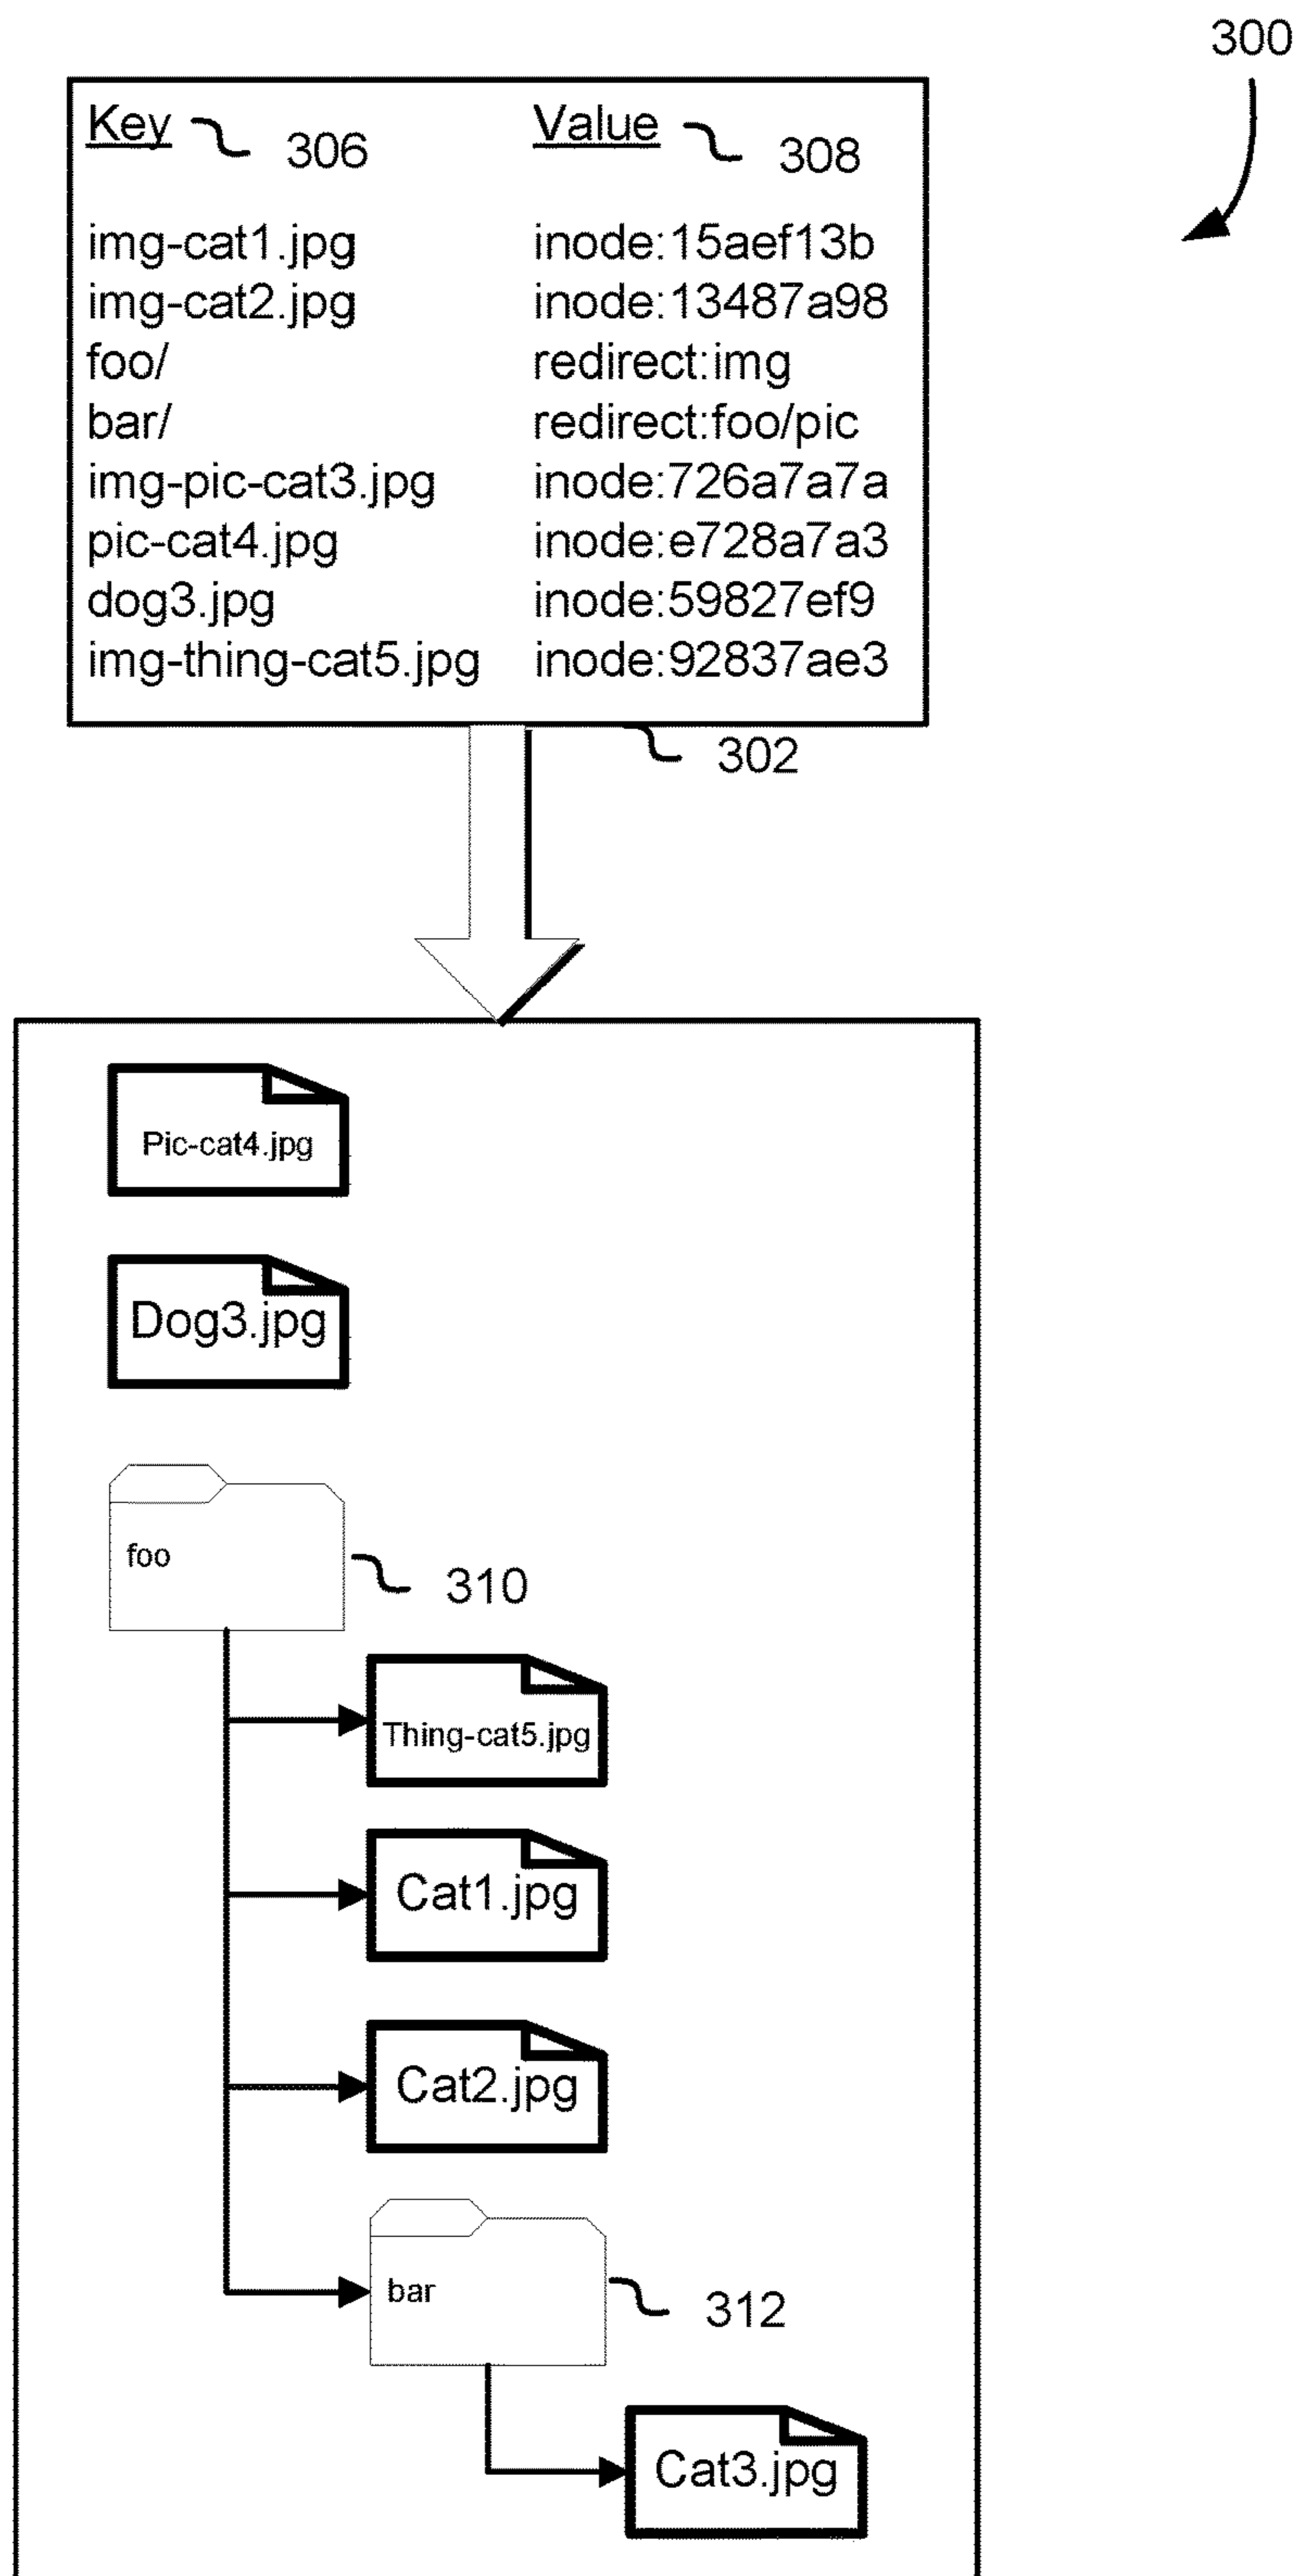 300
Key 306 Value 308
img-cat1.jpg inode:15aef13b
img-cat2.jpg inode:13487a98
foo/ redirect:img
bar/ redirect:foo/pic
img-pic-cat3.jpg inode:726a7a7a
pic-cat4.jpg inode:e728a7a3
dog3.jpg inode:59827ef9
img-thing-cat5.jpg inode:92837ae3
302
Pic-cat4.jpg
Dog3.jpg
foo
310
Thing-cat5.jpg
Cat1.jpg
Cat2.jpg
bar
312
Cat3.jpg